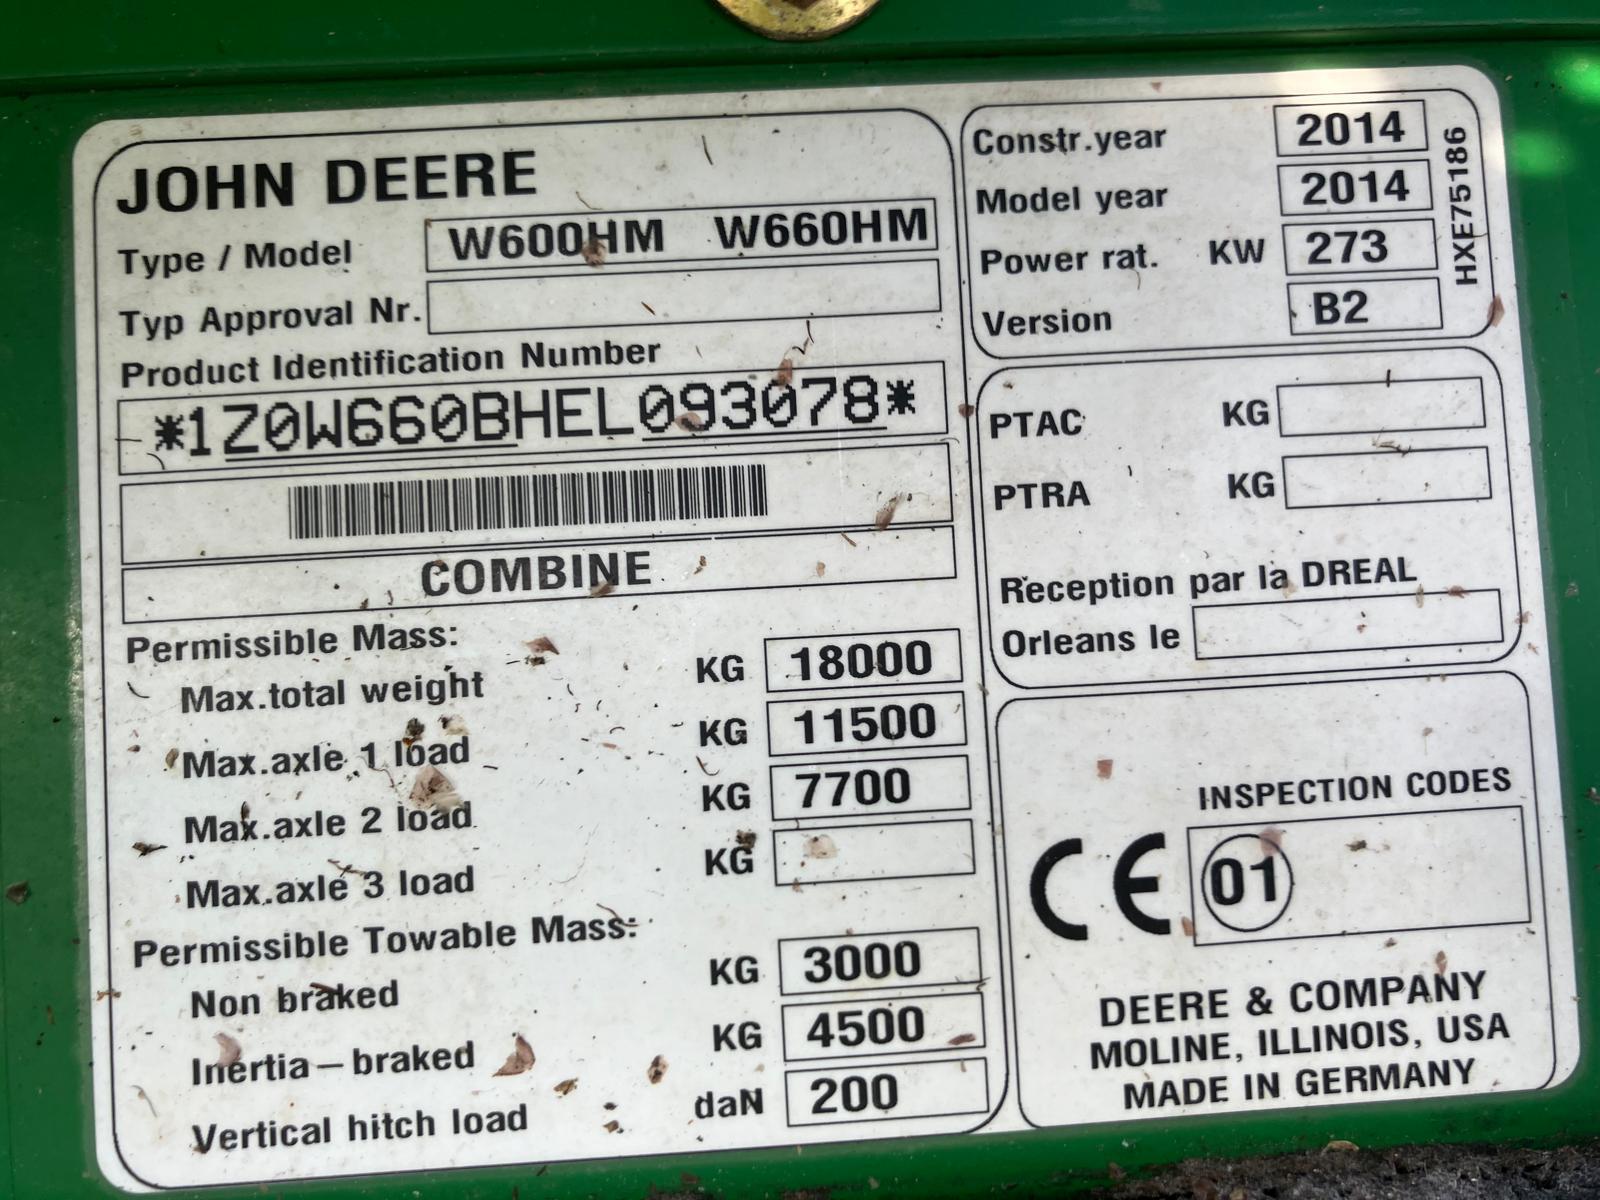 JOHN DEERE
Type / Model W600HM W660HM
Typ Approval Nr.
Product Identification Number
*1Z0W660BHEL093078*
COMBINE
Permissible Mass:
Max.total weight KG 18000
Max.axle 1 load KG 11500
Max.axle 2 load KG 7700
Max.axle 3 load KG
Permissible Towable Mass:
Non braked KG 3000
Inertia–braked KG 4500
Vertical hitch load daN 200
Constr.year 2014
Model year 2014
Power rat. KW 273
Version B2
HXE75186
PTAC KG
PTRA KG
Reception par la DREAL
Orleans le
INSPECTION CODES
CE 01
DEERE & COMPANY
MOLINE, ILLINOIS, USA
MADE IN GERMANY